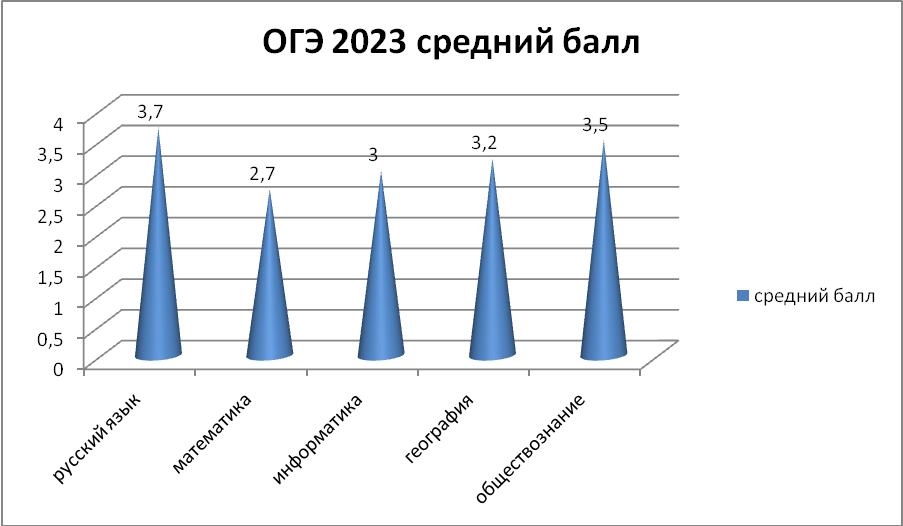 ОГЭ 2023 средний балл
4
3,5
3
2,5
2
1,5
1
0,5
0
3,7
2,7
3
3,2
3,5
русский язык
математика
информатика
география
обществознание
средний балл